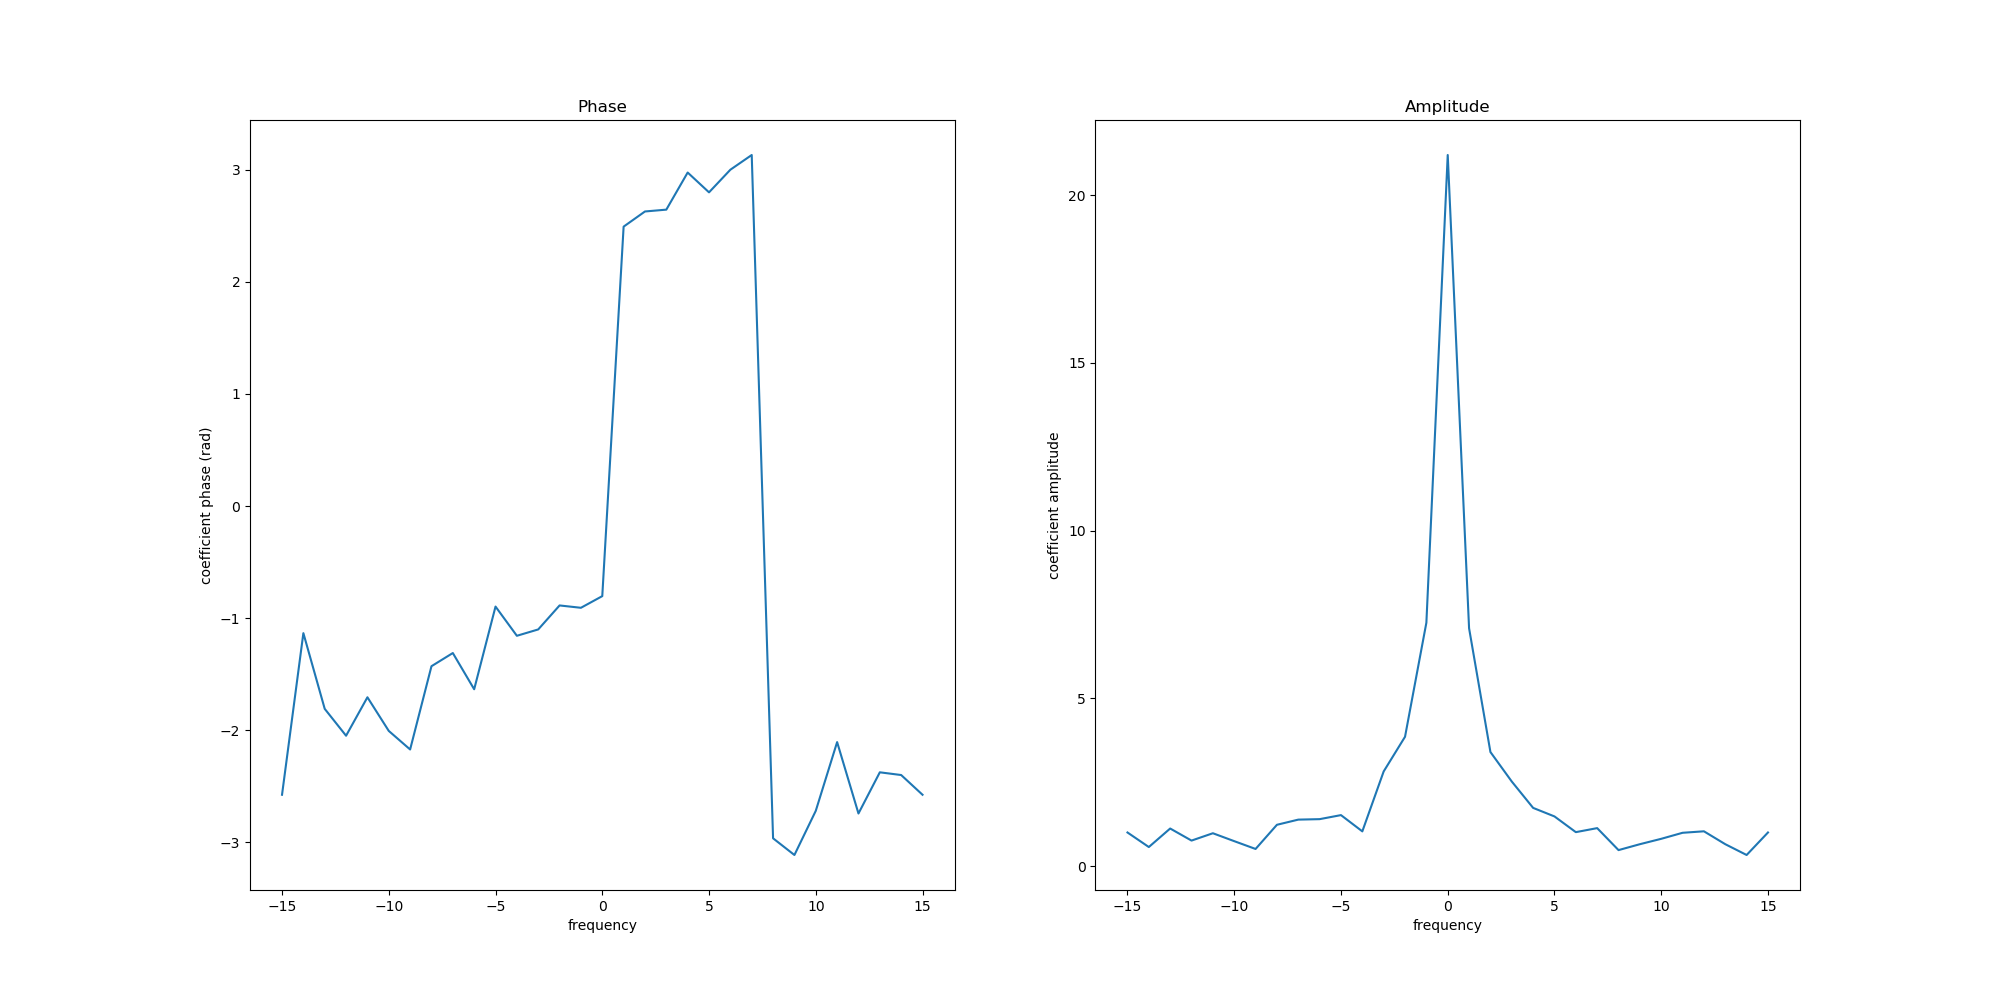 Phase
3
2
1
0
−1
−2
−3
coefficient phase (rad)
−15 −10 −5 0 5 10 15
frequency
Amplitude
20
15
10
5
0
coefficient amplitude
−15 −10 −5 0 5 10 15
frequency